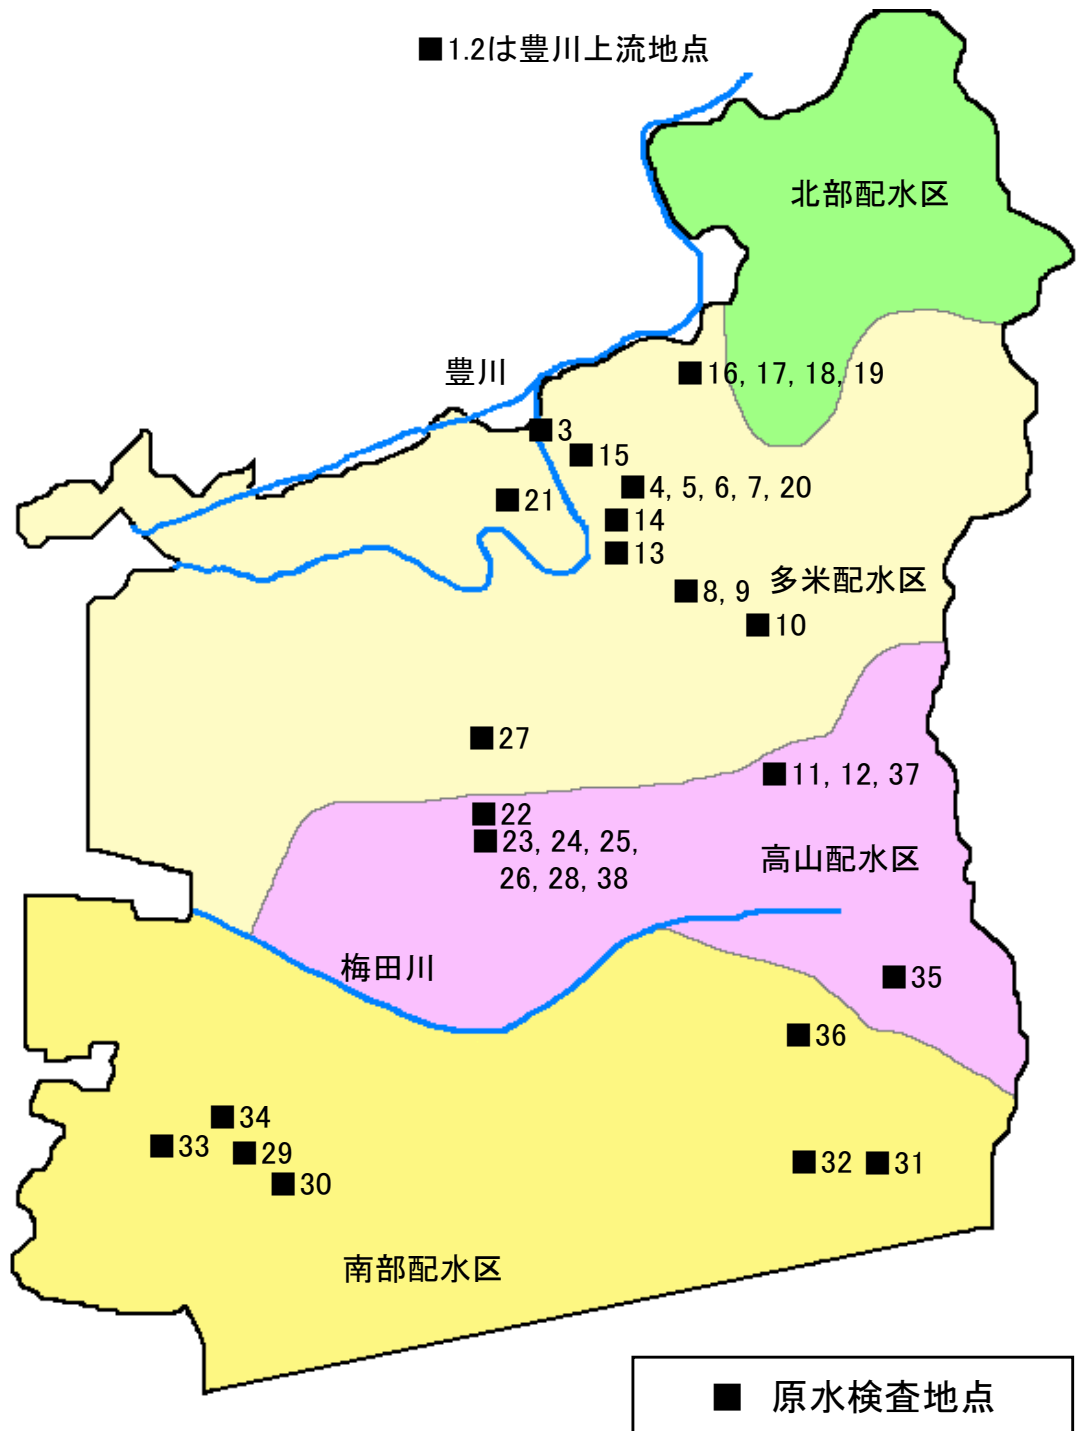 ■1.2は豊川上流地点
北部配水区
豊川
■16, 17, 18, 19
■3
■15
■4, 5, 6, 7, 20
■21
■14
■13
多米配水区
■8, 9
■10
■27
■11, 12, 37
■22
■23, 24, 25,
26, 28, 38
高山配水区
梅田川
■35
■36
■34
■33
■29
■30
■32
■31
南部配水区
■ 原水検査地点